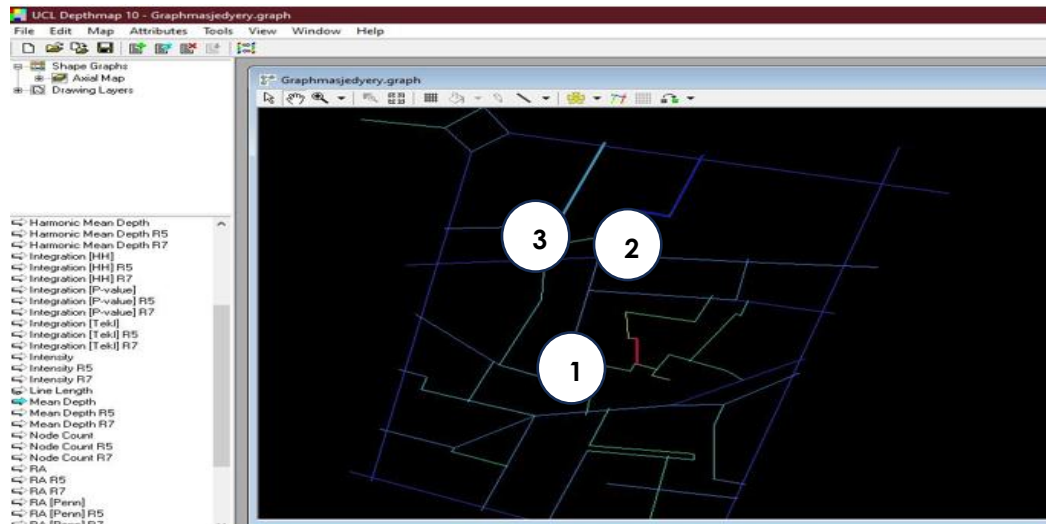 UCL Depthmap 10 - Graphmasjedyery.graph
File Edit Map Attributes Tools View Window Help
Shape Graphs
Axial Map
Drawing Layers
Graphmasjedyery.graph
3
2
1
Harmonic Mean Depth
Harmonic Mean Depth R5
Harmonic Mean Depth R7
Integration [HH]
Integration [HH] R5
Integration [HH] R7
Integration [P-value]
Integration [P-value] R5
Integration [P-value] R7
Integration [Tekl]
Integration [Tekl] R5
Integration [Tekl] R7
Intensity
Intensity R5
Intensity R7
Line Length
Mean Depth
Mean Depth R5
Mean Depth R7
Node Count
Node Count R5
Node Count R7
RA
RA R5
RA R7
RA [Penn]
RA [Penn] R5
RA [Penn] R7